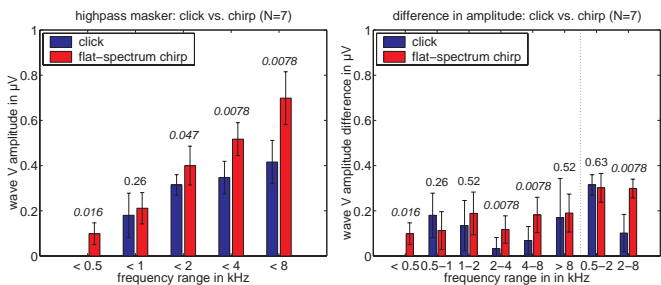 highpass masker: click vs. chirp (N=7)
click
flat-spectrum chirp
wave V amplitude in μV
1
0.8
0.6
0.4
0.2
0
0.016
0.26
0.047
0.0078
0.0078
< 0.5
< 1
< 2
< 4
< 8
frequency range in kHz
difference in amplitude: click vs. chirp (N=7)
click
flat-spectrum chirp
wave V amplitude difference in μV
1
0.8
0.6
0.4
0.2
0
0.016
0.26
0.52
0.0078
0.0078
0.52
0.63
0.0078
< 0.5 0.5-1 1-2 2-4 4-8 > 8 0.5-2 2-8
frequency range in in kHz